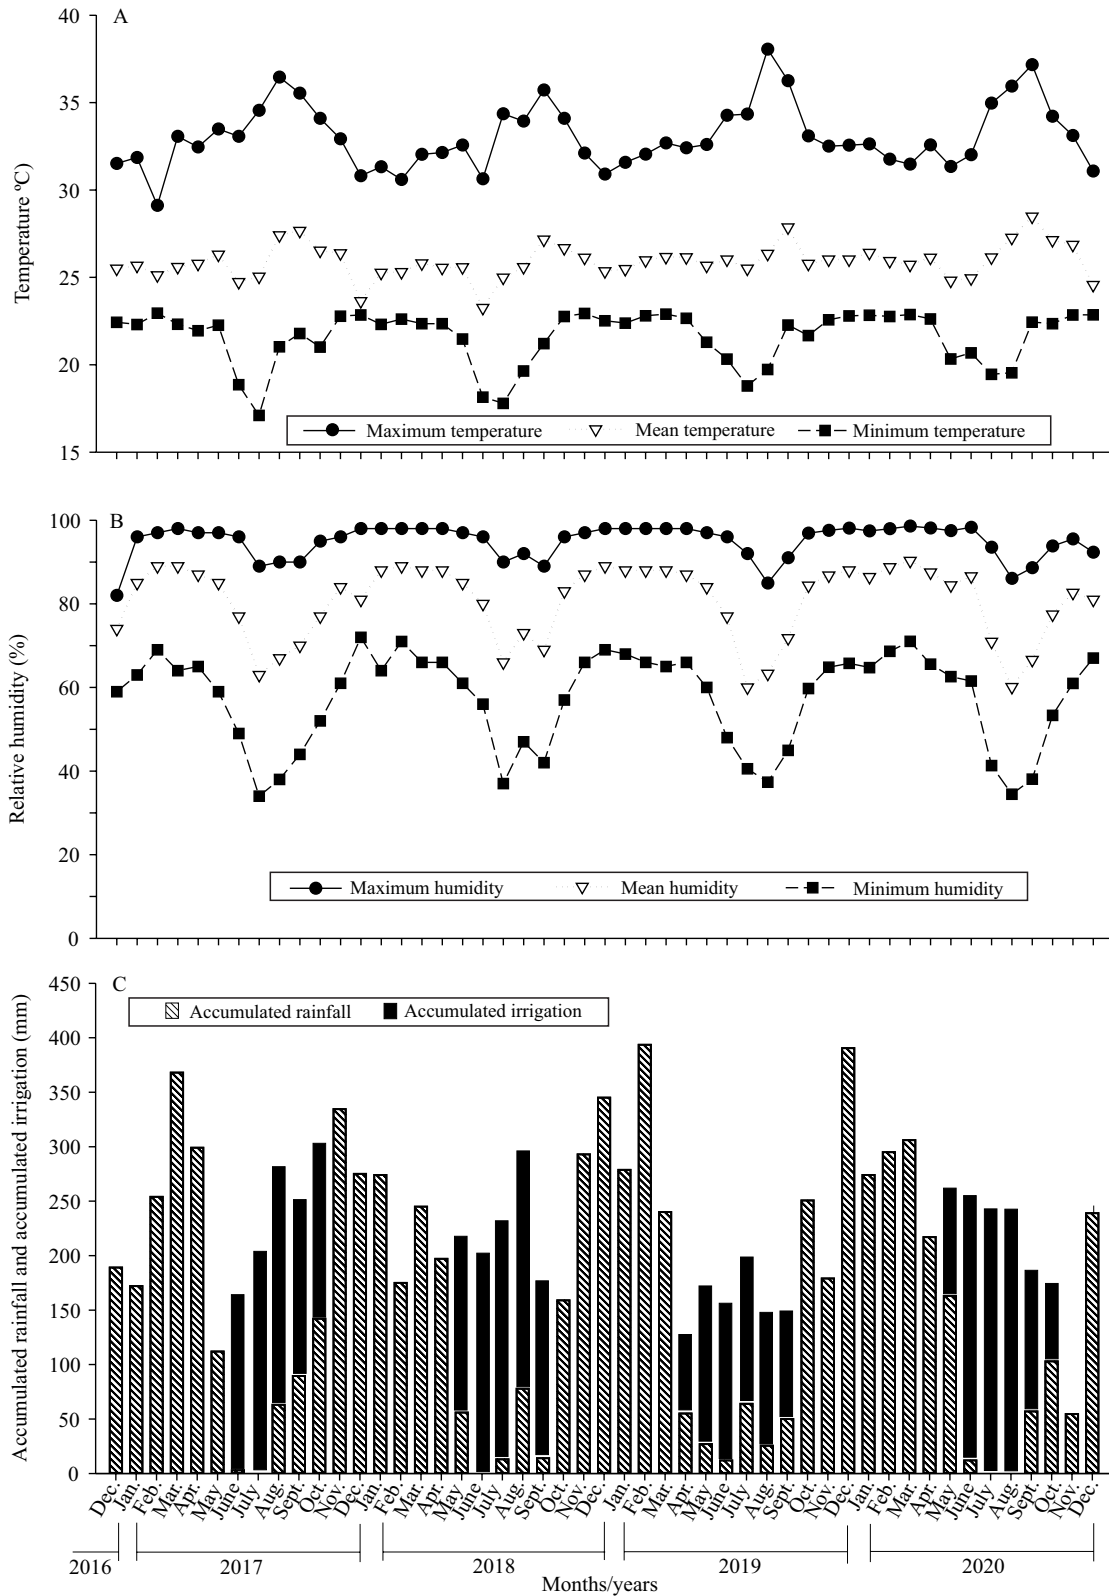 A
40
35
30
25
20
15
Temperature ºC)
Maximum temperature
Mean temperature
Minimum temperature
B
100
80
60
40
20
0
Relative humidity (%)
Maximum humidity
Mean humidity
Minimum humidity
C
450
400
350
300
250
200
150
100
50
0
Accumulated rainfall and accumulated irrigation (mm)
Accumulated rainfall
Accumulated irrigation
Dec. Jan. Feb. Mar. Apr. May June July Aug. Sept. Oct. Nov. Dec. Jan. Feb. Mar. Apr. May June July Aug. Sept. Oct. Nov. Dec. Jan. Feb. Mar. Apr. May June July Aug. Sept. Oct. Nov. Dec. Jan. Feb. Mar. Apr. May June July Aug. Sept. Oct. Nov. Dec.
2016 2017 2018 2019 2020
Months/years